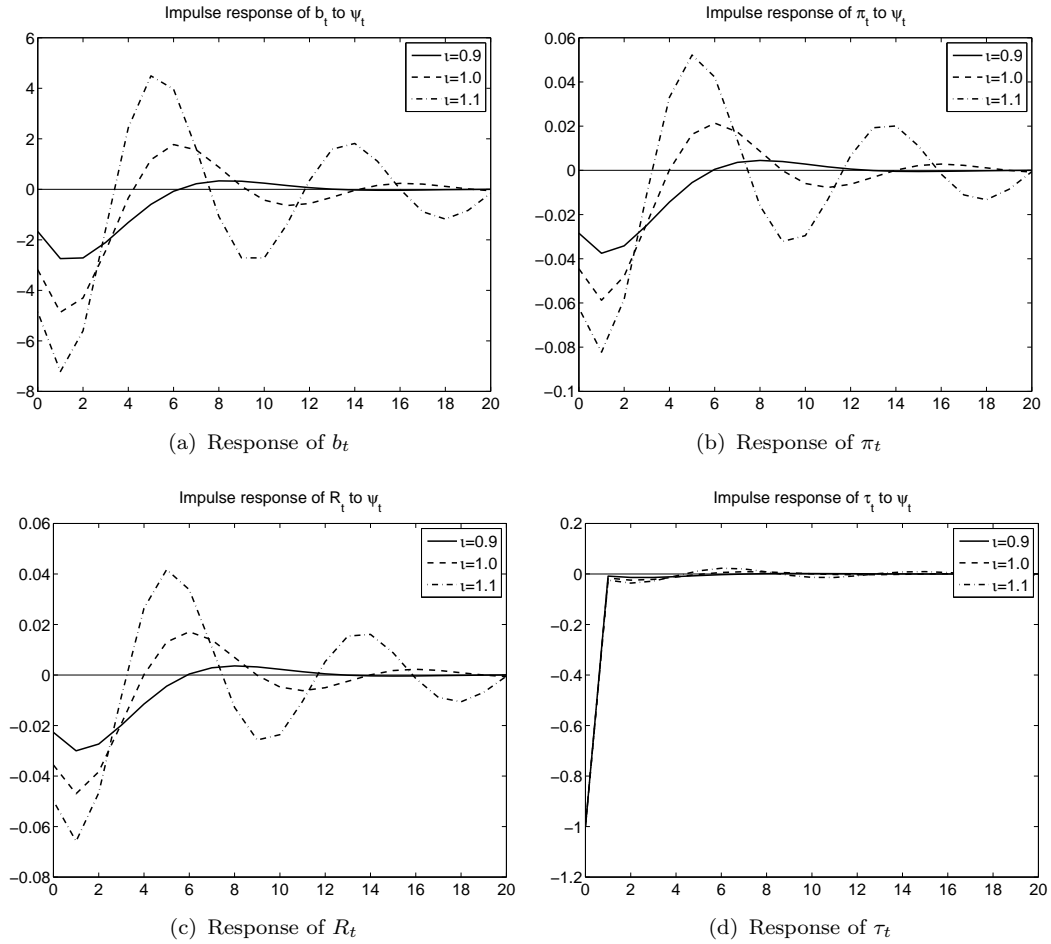 Impulse response of b_t to ψ_t
ι=0.9
ι=1.0
ι=1.1
6
4
2
0
−2
−4
−6
−8
0 2 4 6 8 10 12 14 16 18 20
(a) Response of b_t
Impulse response of π_t to ψ_t
ι=0.9
ι=1.0
ι=1.1
0.06
0.04
0.02
0
−0.02
−0.04
−0.06
−0.08
−0.1
0 2 4 6 8 10 12 14 16 18 20
(b) Response of π_t
Impulse response of R_t to ψ_t
ι=0.9
ι=1.0
ι=1.1
0.06
0.04
0.02
0
−0.02
−0.04
−0.06
−0.08
0 2 4 6 8 10 12 14 16 18 20
(c) Response of R_t
Impulse response of τ_t to ψ_t
ι=0.9
ι=1.0
ι=1.1
0.2
0
−0.2
−0.4
−0.6
−0.8
−1
−1.2
0 2 4 6 8 10 12 14 16 18 20
(d) Response of τ_t